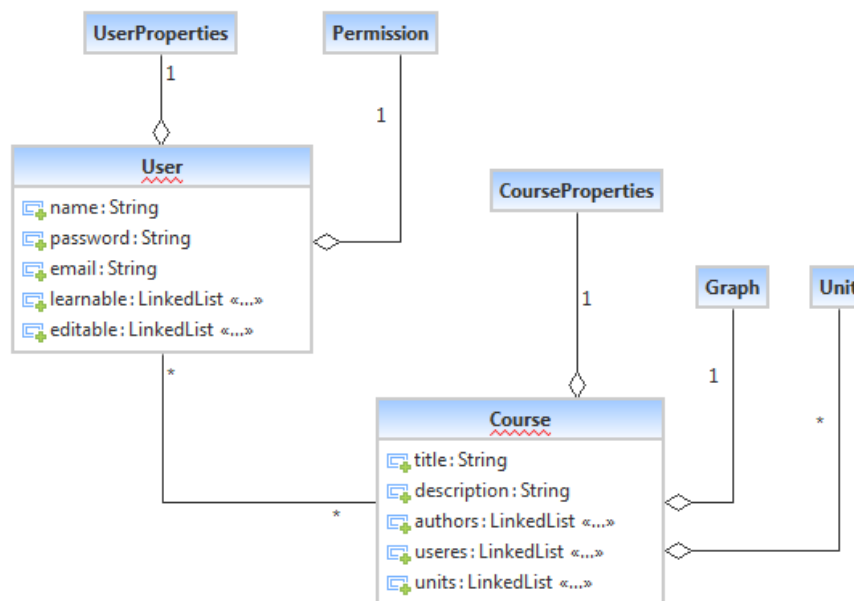 UserProperties
Permission
1
1
User
name:String
password:String
email:String
learnable:LinkedList «...»
editable:LinkedList «...»
*
CourseProperties
1
Graph
Unit
1
*
*
Course
title:String
description:String
authors:LinkedList «...»
useres:LinkedList «...»
units:LinkedList «...»